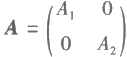 A = ( A₁ 0
0 A₂ )